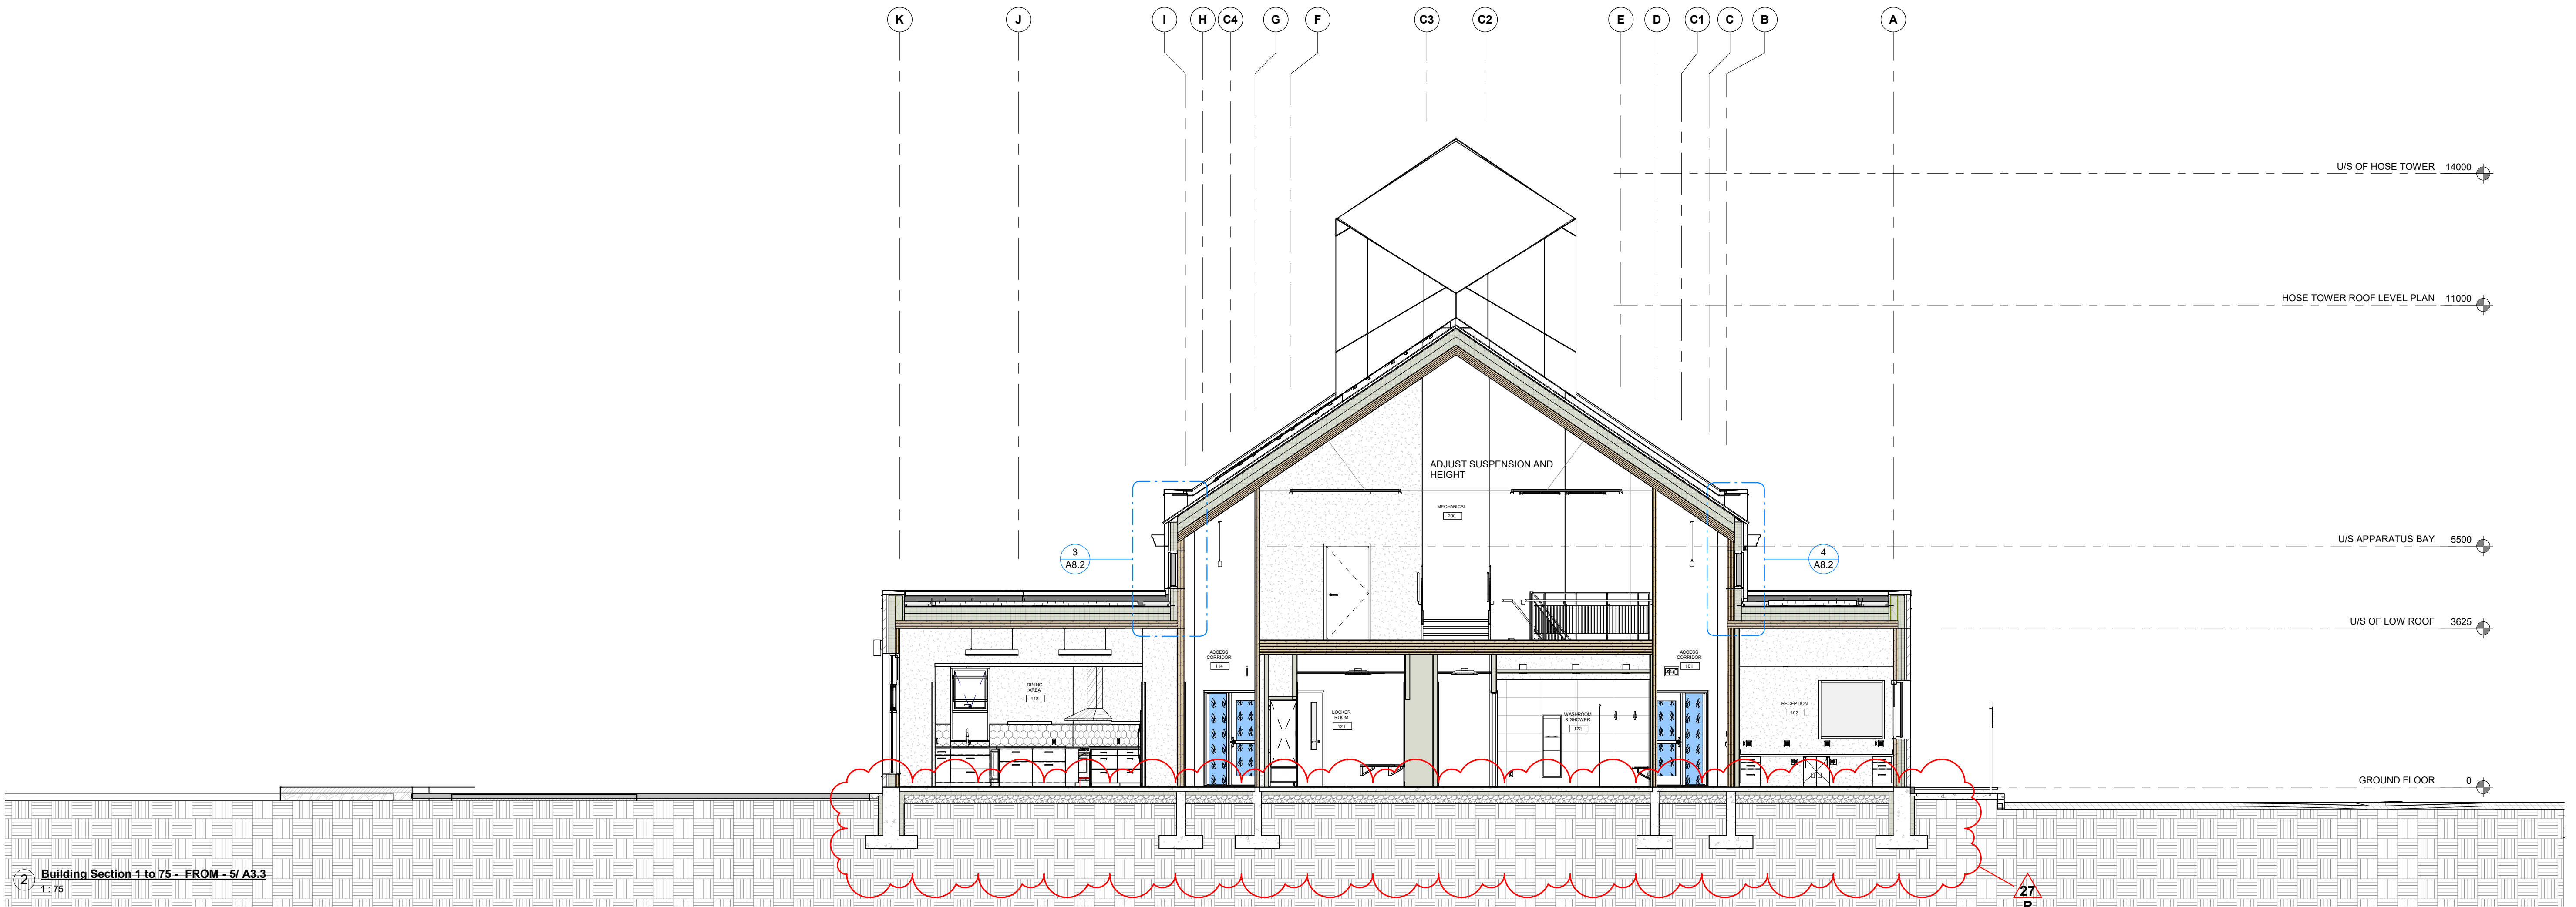 K
J
I
H
C4
G
F
C3
C2
E
D
C1
C
B
A
U/S OF HOSE TOWER 14000
HOSE TOWER ROOF LEVEL PLAN 11000
ADJUST SUSPENSION AND
HEIGHT
MECHANICAL
200
U/S APPARATUS BAY 5500
3
A8.2
4
A8.2
U/S OF LOW ROOF 3625
ACCESS
CORRIDOR
114
ACCESS
CORRIDOR
101
DINING
AREA
118
LOCKER
ROOM
121
WASHROOM
& SHOWER
122
RECEPTION
102
GROUND FLOOR 0
2
Building Section 1 to 75 - FROM - 5/ A3.3
1 : 75
27